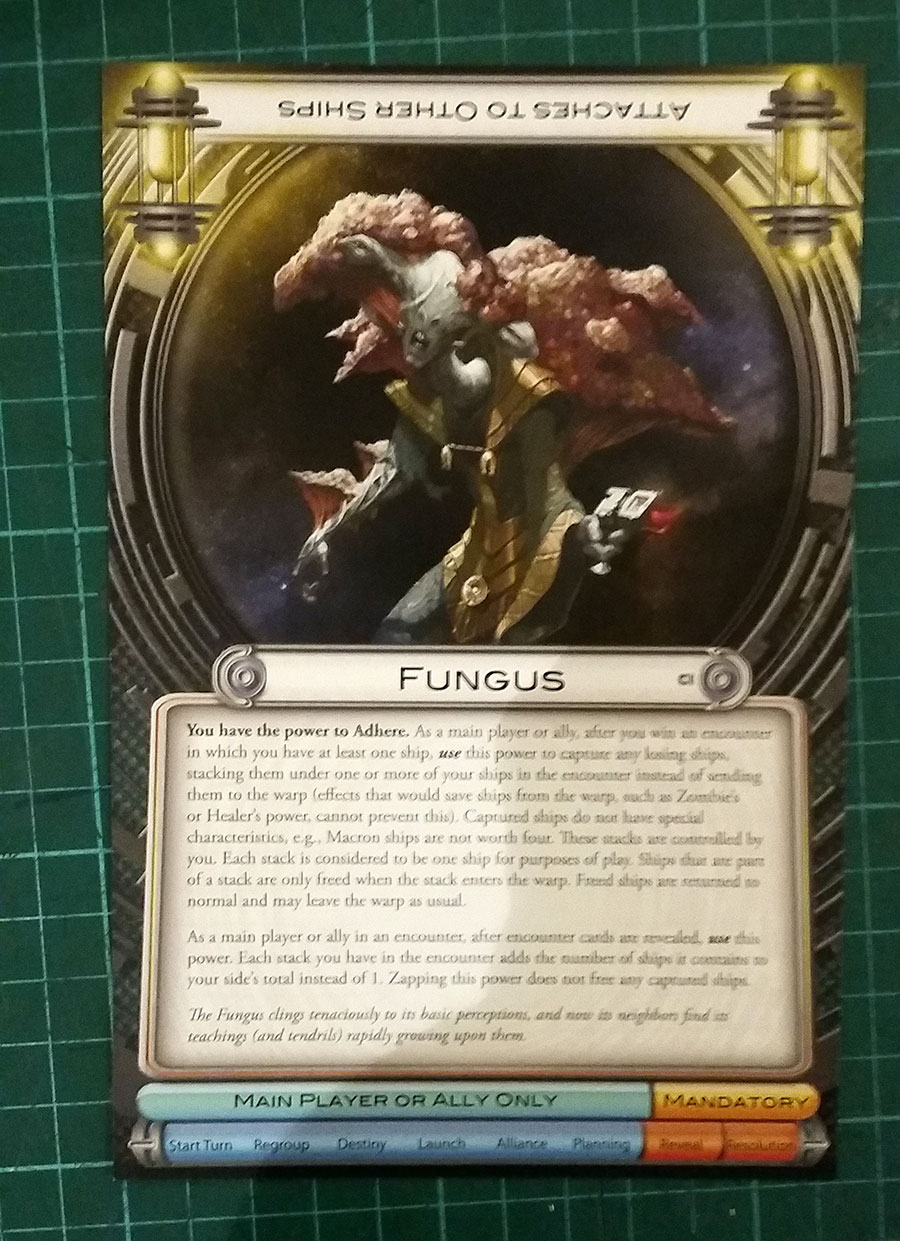 Attaches to Other Ships
Fungus
CI
You have the power to Adhere. As a main player or ally, after you win an encounter
in which you have at least one ship, use this power to capture any losing ships,
stacking them under one or more of your ships in the encounter instead of sending
them to the warp (effects that would save ships from the warp, such as Zombie's
or Healer's power, cannot prevent this). Captured ships do not have special
characteristics, e.g., Macron ships are not worth four. These stacks are controlled by
you. Each stack is considered to be one ship for purposes of play. Ships that are part
of a stack are only freed when the stack enters the warp. Freed ships are returned to
normal and may leave the warp as usual.
As a main player or ally in an encounter, after encounter cards are revealed, use this
power. Each stack you have in the encounter adds the number of ships it contains to
your side's total instead of 1. Zapping this power does not free any captured ships.
The Fungus clings tenaciously to its basic perceptions, and now its neighbors find its
teachings (and tendrils) rapidly growing upon them.
Main Player or Ally Only Mandatory
Start Turn Regroup Destiny Launch Alliance Planning Reveal Resolution